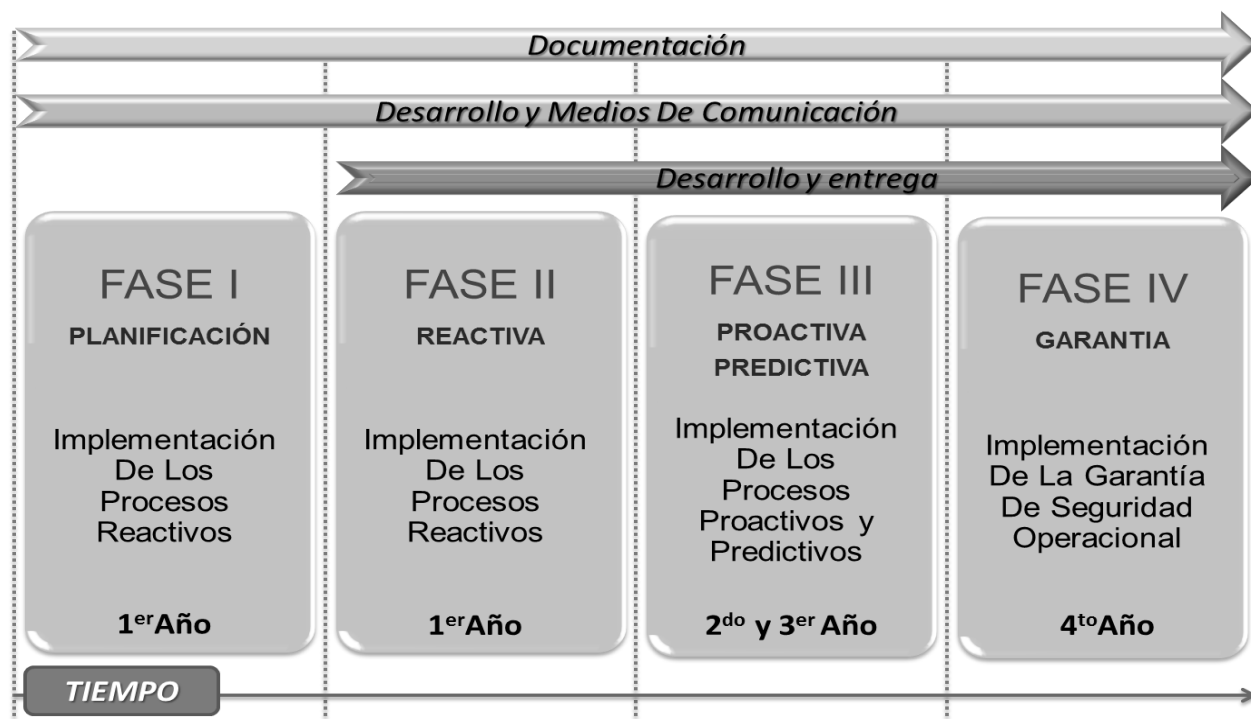 Documentación
Desarrollo y Medios De Comunicación
Desarrollo y entrega
FASE I
PLANIFICACIÓN
Implementación
De Los
Procesos
Reactivos
1erAño
FASE II
REACTIVA
Implementación
De Los
Procesos
Reactivos
1erAño
FASE III
PROACTIVA
PREDICTIVA
Implementación
De Los
Procesos
Proactivos y
Predictivos
2do y 3er Año
FASE IV
GARANTIA
Implementación
De La Garantía
De Seguridad
Operacional
4toAño
TIEMPO